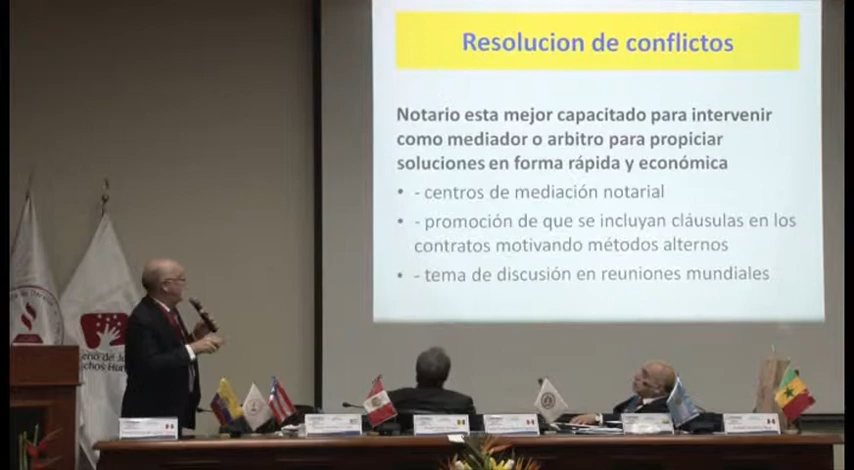 Resolucion de conflictos
Notario esta mejor capacitado para intervenir
como mediador o arbitro para propiciar
soluciones en forma rápida y económica
• - centros de mediación notarial
• - promoción de que se incluyan cláusulas en los
contratos motivando métodos alternos
• - tema de discusión en reuniones mundiales